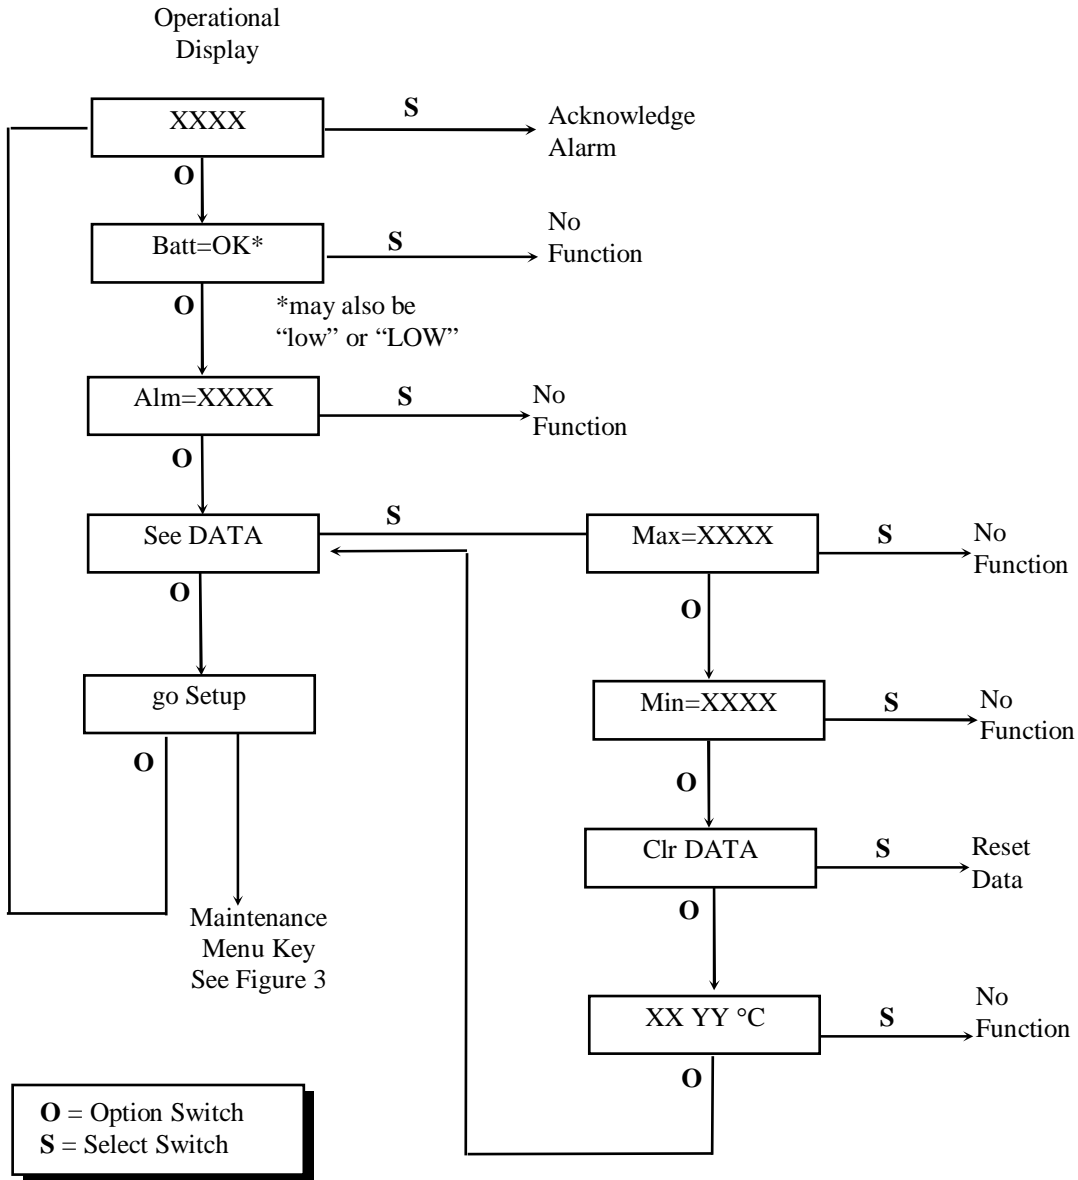 Operational
Display
XXXX
S
Acknowledge
Alarm
O
Batt=OK*
S
No
Function
O
*may also be
“low” or “LOW”
Alm=XXXX
S
No
Function
O
See DATA
S
Max=XXXX
S
No
Function
O
O
go Setup
Min=XXXX
S
No
Function
O
O
Clr DATA
S
Reset
Data
O
Maintenance
Menu Key
See Figure 3
XX YY °C
S
No
Function
O
O = Option Switch
S = Select Switch